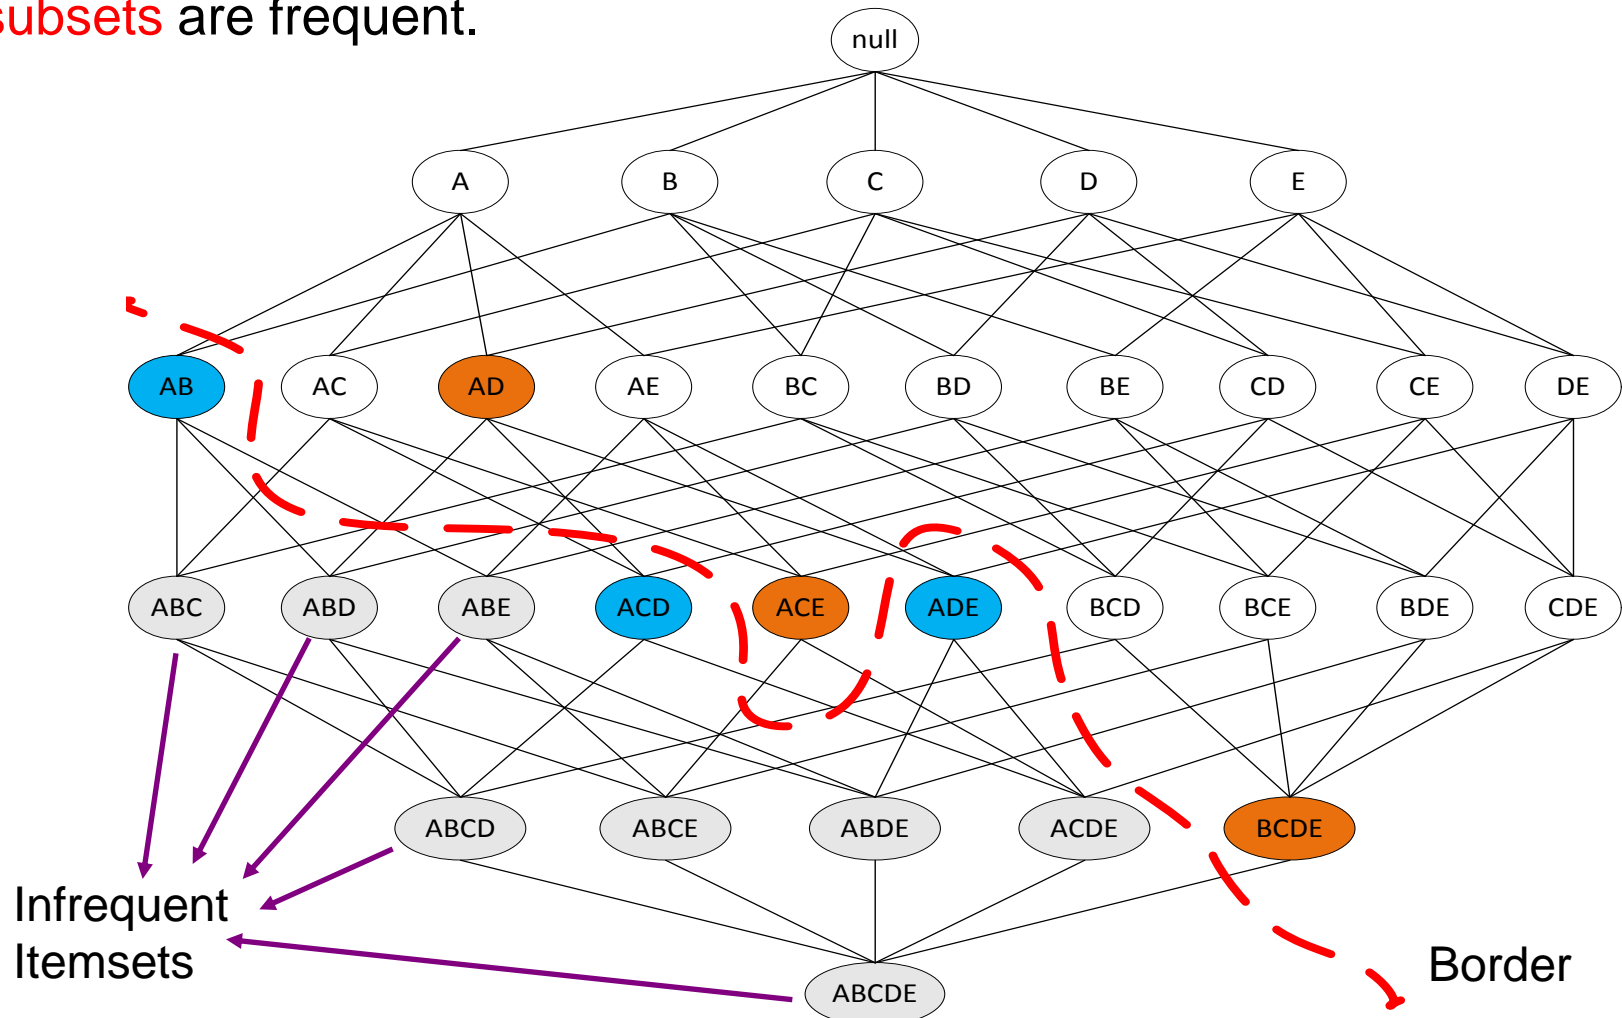 subsets are frequent.
null
A B C D E
AB AC AD AE BC BD BE CD CE DE
ABC ABD ABE ACD ACE ADE BCD BCE BDE CDE
ABCD ABCE ABDE ACDE BCDE
Infrequent
Itemsets
Border
ABCDE